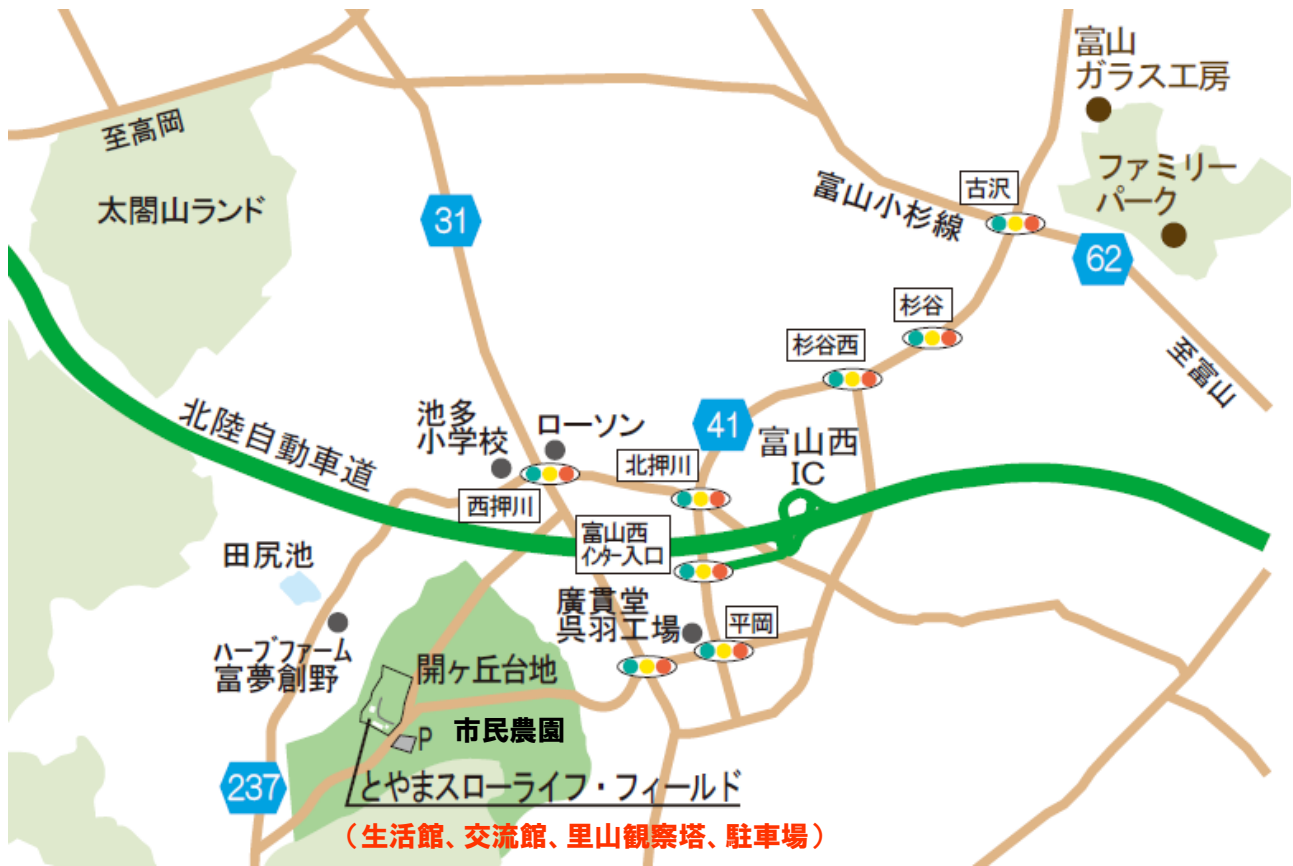 富山
ガラス工房
至高岡
ファミリー
パーク
太閤山ランド
31
富山小杉線
古沢
62
杉谷
杉谷西
至富山
北陸自動車道
池多
小学校
ローソン
41
富山西
IC
北押川
西押川
富山西
インター入口
田尻池
廣貫堂
呉羽工場
平岡
ハーブファーム
富夢創野
開ヶ丘台地
P
市民農園
237
とやまスローライフ・フィールド
（生活館、交流館、里山観察塔、駐車場）